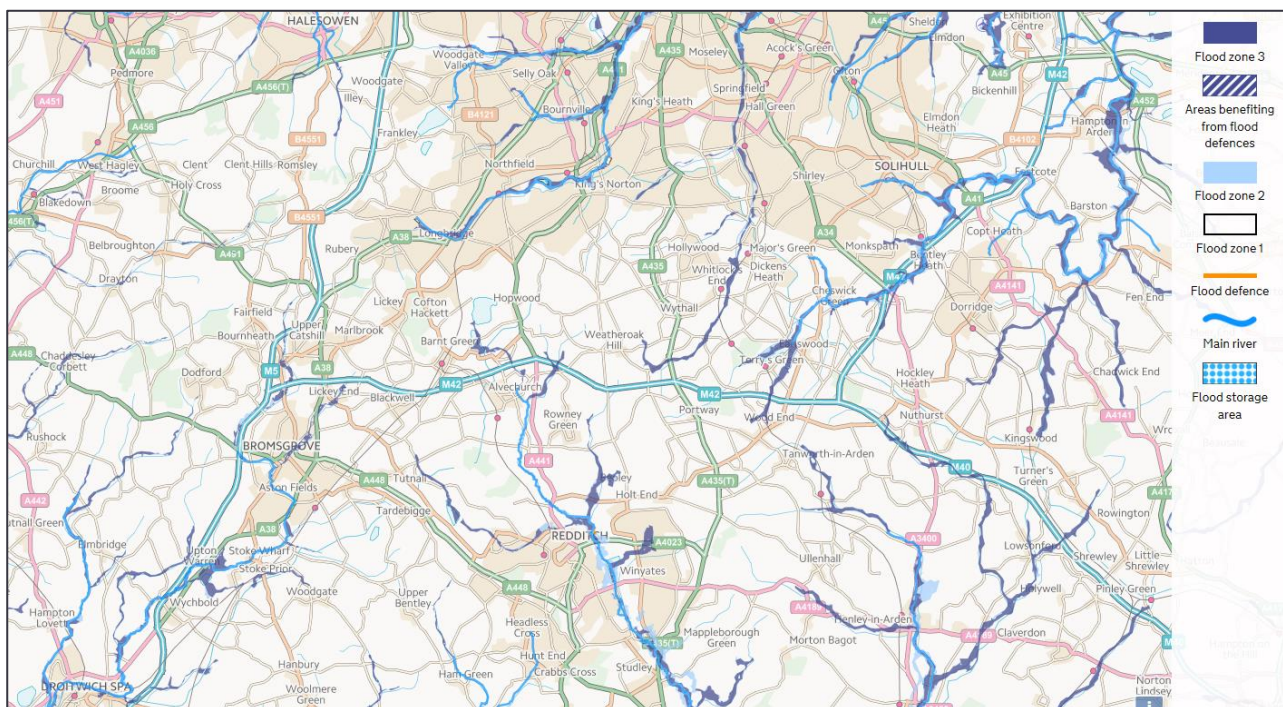 HALESOWEN
A4036
Pedmore
A451
A456(T)
Woodgate
Illey
A456
Woodgate
Valley
Selly Oak
Bournville
B4121
Frankley
Northfield
King's Norton
King's Heath
A435
Moseley
Springfield
Hall Green
Acock's Green
Olton
Sheldon
Elmdon
Exhibition
Centre
M42
A45
Bickenhill
A452
Hampton in
Arden
Elmdon
Heath
B4102
SOLIHULL
Shirley
A41
Eastcote
Barston
Copt Heath
Churchill
West Hagley
Clent
Clent Hills
Romsley
B4551
Broome
Holy Cross
Blakedown
456(T)
B4551
Belbroughton
A491
Rubery
A38
Longbridge
Drayton
Hollywood
Major's Green
Whitlock's
End
Dickens
Heath
A435
Wythall
A34
Monkspath
Bentley
Heath
Cheswick
Green
Dorridge
A4141
Fen End
Fairfield
Bournheath
Upper
Catshill
Marlbrook
Lickey
Cofton
Hackett
Barnt Green
Hopwood
Weatheroak
Hill
Terry's Green
Hockley
Heath
Chadwick End
A4141
A448
Chaddesley
Corbett
Dodford
M5
A38
Lickey End
Blackwell
M42
Alvechurch
Rowney
Green
M42
Portway
Wood End
Nuthurst
Kingswood
Rushock
BROMSGROVE
A441
Tanworth-in-Arden
M40
Turner's
Green
A442
Aston Fields
A448
Tutnall
Tardebigge
Holt End
A435(T)
Rowington
Elmbridge
A38
Upton
Warren
Stoke Wharf
Stoke Prior
REDDITCH
A4023
Winyates
Ullenhall
A3400
Lowsonford
Shrewley
Little
Shrewley
Pinley Green
Holywell
Wychbold
Woodgate
Upper
Bentley
A448
Headless
Cross
A4189
Henley-in-Arden
Claverdon
Hampton
Lovett
Mappleborough
Green
Morton Bagot
Hanbury
Woolmere
Green
Ham Green
Hunt End
Crabbs Cross
Studley
DROITWICH SPA
Norton
Lindsey
Flood zone 3
Areas benefiting
from flood
defences
Flood zone 2
Flood zone 1
Flood defence
Main river
Flood storage
area